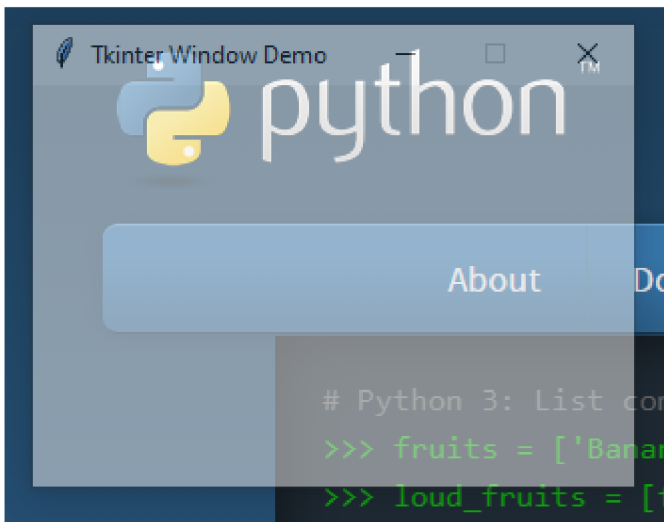 Tkinter Window Demo
python
TM
About
# Python 3: List
>>> fruits = ['Banan
>>> loud_fruits = [